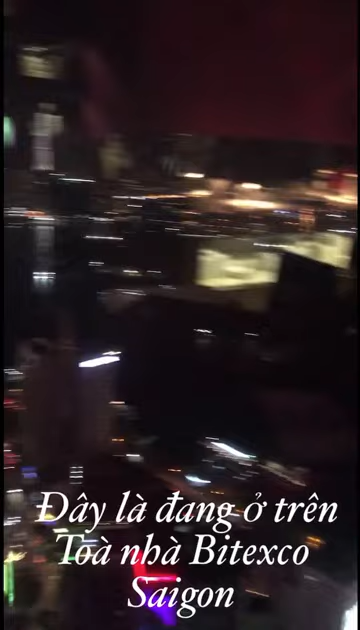 Đây là đang ở trên
Toà nhà Bitexco
Saigon